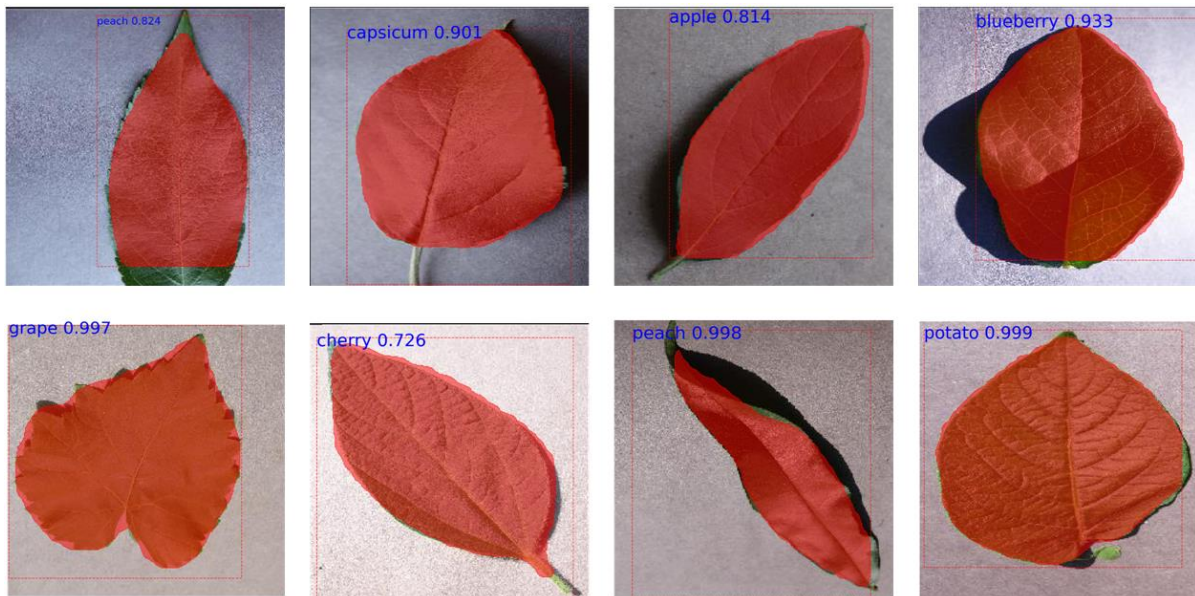 peach 0.824
capsicum 0.901
apple 0.814
blueberry 0.933
grape 0.997
cherry 0.726
peach 0.998
potato 0.999